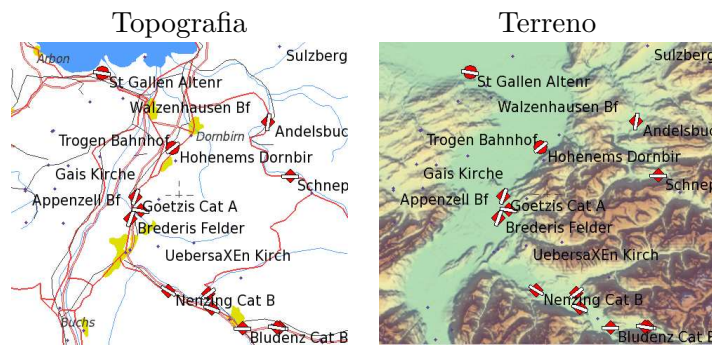 Topografia
Arbon
Sulzberg
St Gallen Altenr
Walzenhausen Bf
Dornbirn
Andelsbuc
Trogen Bahnhof
Hohenems Dornbir
Gais Kirche
Schnep
Appenzell Bf
Goetzis Cat A
Brederis Felder
UebersaXEn Kirch
Nenzing Cat B
Buchs
Bludenz Cat B
Terreno
Sulzberg
St Gallen Altenr
Walzenhausen Bf
Andelsbuc
Trogen Bahnhof
Hohenems Dornbir
Gais Kirche
Schnep
Appenzell Bf
Goetzis Cat A
Brederis Felder
UebersaXEn Kirch
Nenzing Cat B
Bludenz Cat B